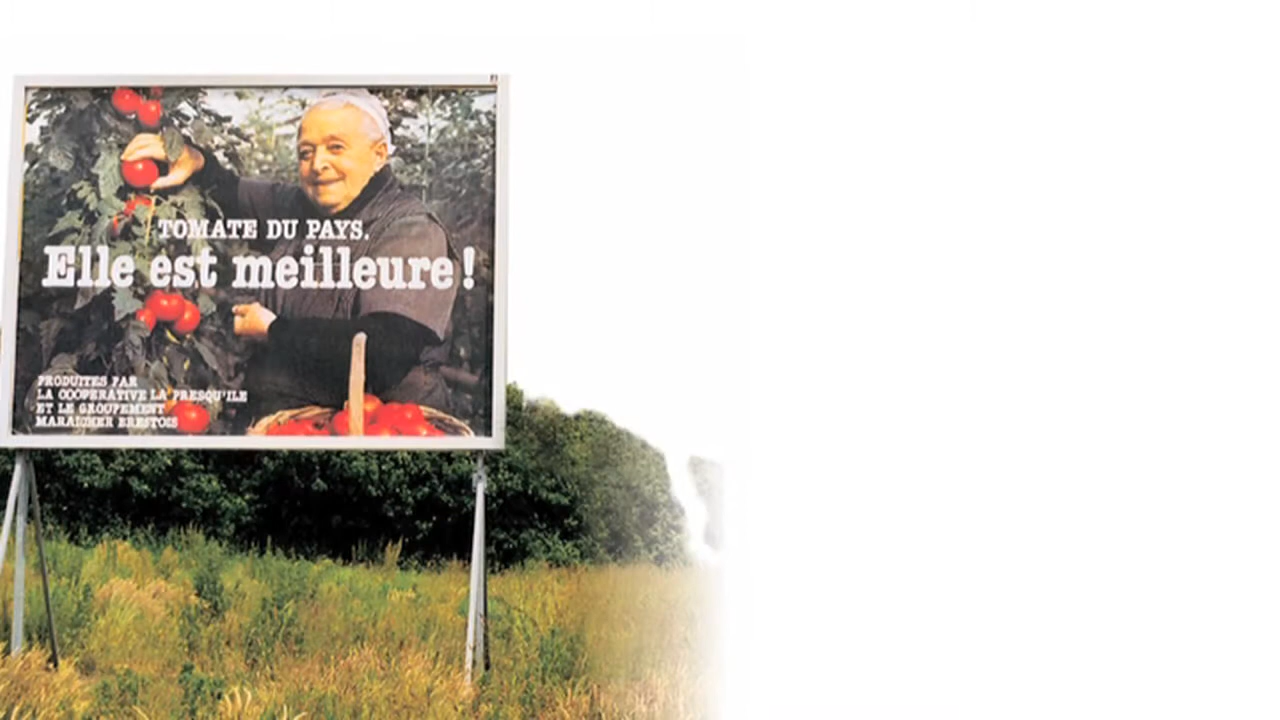 TOMATE DU PAYS.
Elle est meilleure!
PRODUITES PAR
LA COOPERATIVE LA PRESQU'ILE
ET LE GROUPEMENT
MARAICHER BRESTOIS